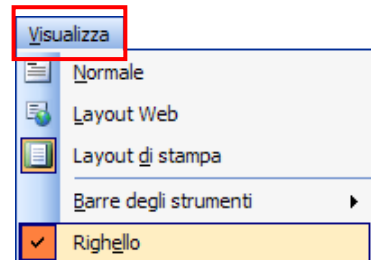 Visualizza
Normale
Layout Web
Layout di stampa
Barre degli strumenti
Righello